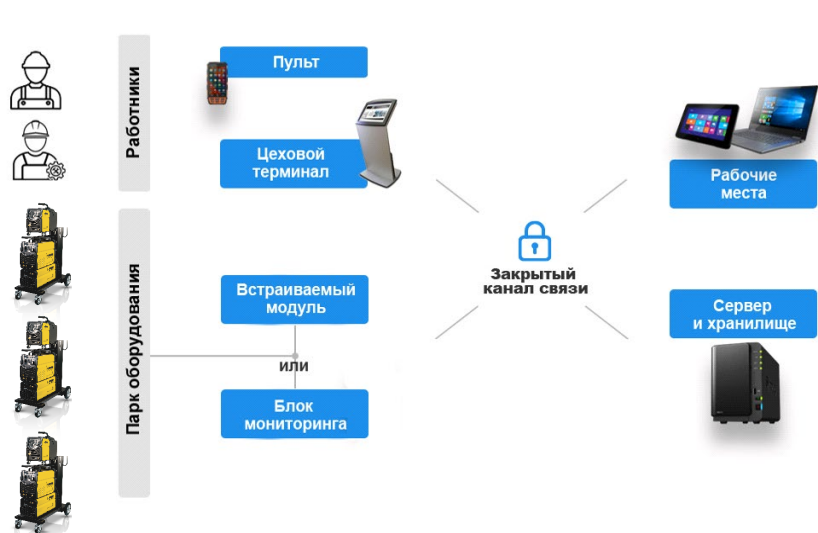 Работники
Пульт
Цеховой
терминал
Парк оборудования
Встраиваемый
модуль
или
Блок
мониторинга
Закрытый
канал связи
Рабочие
места
Сервер
и хранилище